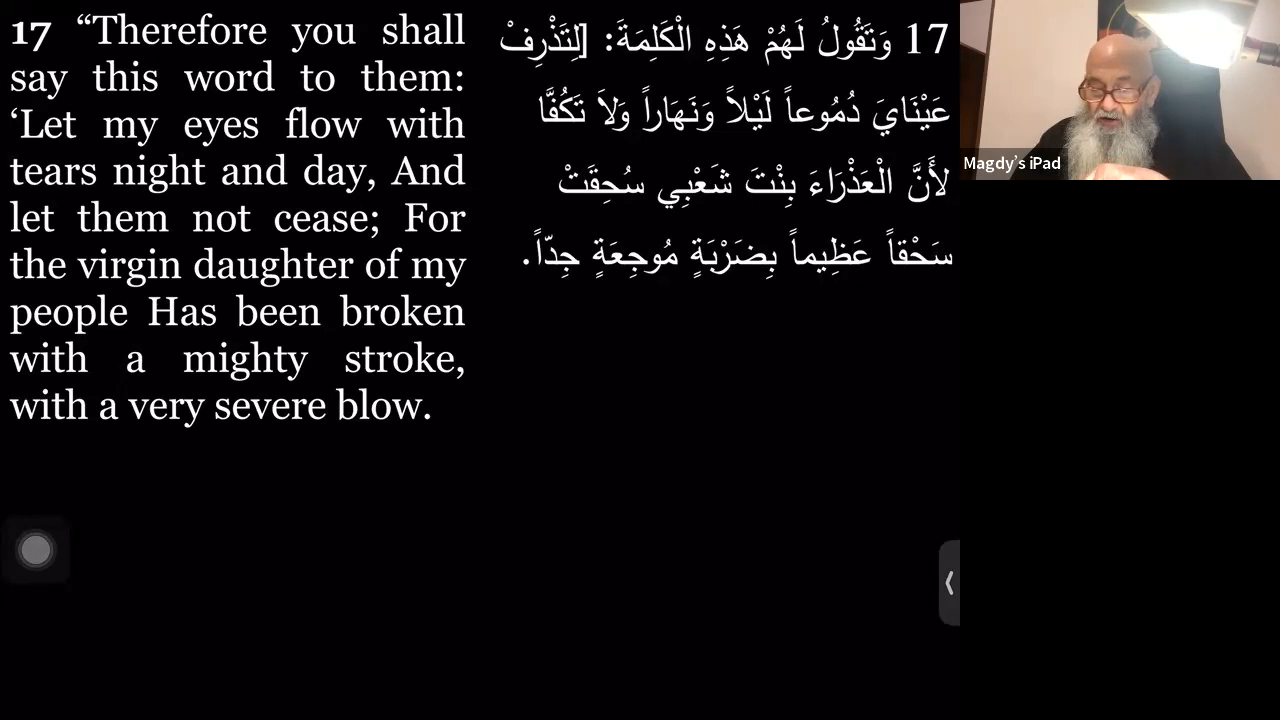 17 “Therefore you shall
say this word to them:
‘Let my eyes flow with
tears night and day, And
let them not cease; For
the virgin daughter of my
people Has been broken
with a mighty stroke,
with a very severe blow.
17 وَتَقُولُ لَهُمْ هَذِهِ الْكَلِمَةَ: [لِتَذْرِفْ
عَيْنَايَ دُمُوعاً لَيْلاً وَنَهَاراً وَلاَ تَكُفَّا
لأَنَّ الْعَذْرَاءَ بِنْتَ شَعْبِي سُحِقَتْ
سَحْقاً عَظِيماً بِضَرْبَةٍ مُوجِعَةٍ جِدّاً.
Magdy’s iPad